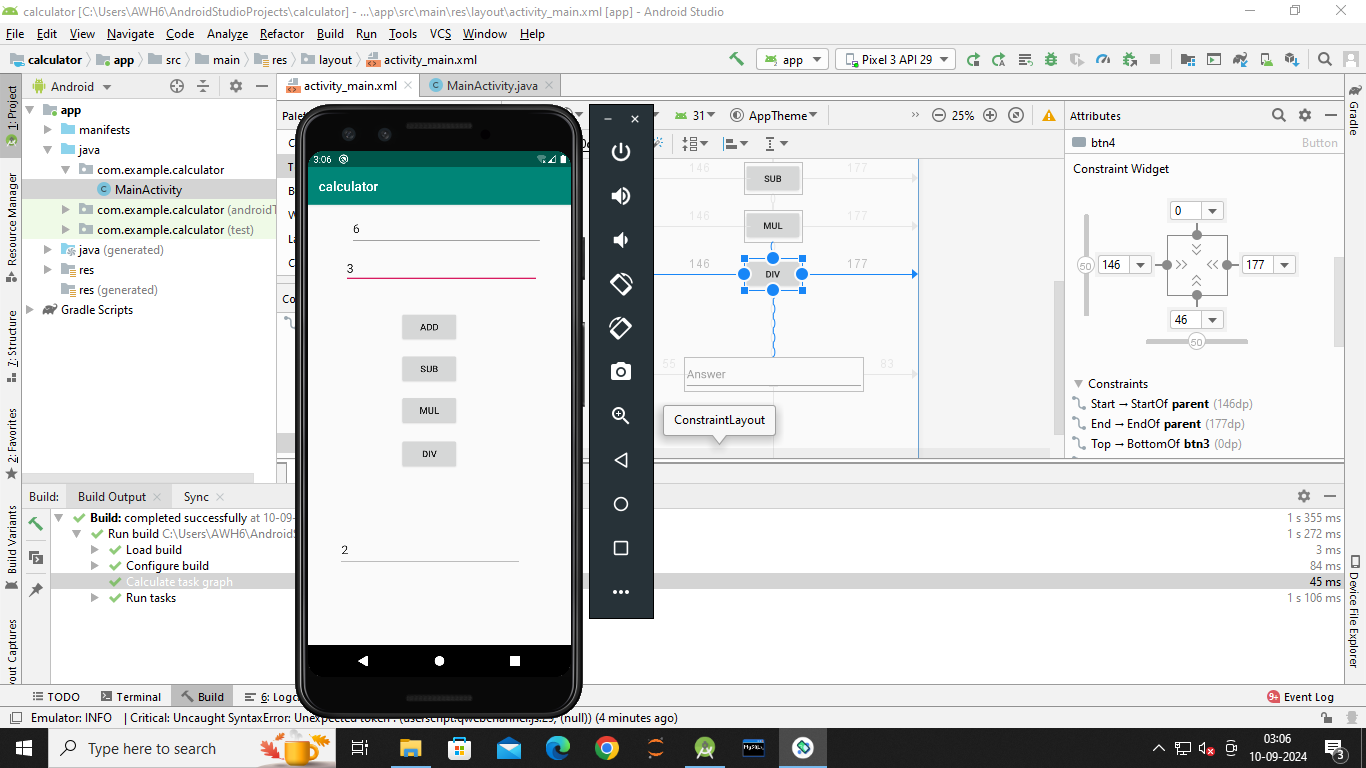 calculator [C:\Users\AWH6\AndroidStudioProjects\calculator] - ...\app\src\main\res\layout\activity_main.xml [app] - Android Studio
File Edit View Navigate Code Analyze Refactor Build Run Tools VCS Window Help
calculator app src main res layout activity_main.xml app Pixel 3 API 29
Android activity_main.xml MainActivity.java
1: Project
Resource Manager
7: Structure
2: Favorites
Build Variants
out Captures
app
manifests
java
com.example.calculator
MainActivity
com.example.calculator (androidT
com.example.calculator (test)
java (generated)
res
res (generated)
Gradle Scripts
Palet
31 AppTheme 25%
146 SUB 177
146 MUL 177
146 DIV 177
55 Answer 83
ConstraintLayout
3:06
calculator
6
3
ADD
SUB
MUL
DIV
2
Attributes
btn4 Button
Constraint Widget
0
50 146 177
46
50
Constraints
Start → StartOf parent (146dp)
End → EndOf parent (177dp)
Top → BottomOf btn3 (0dp)
Gradle
Device File Explorer
Build: Build Output Sync
Build: completed successfully at 10-09- 1 s 355 ms
Run build C:\Users\AWH6\AndroidS 1 s 272 ms
Load build 3 ms
Configure build 84 ms
Calculate task graph 45 ms
Run tasks 1 s 106 ms
TODO Terminal Build 6: Logc 9+ Event Log
Emulator: INFO | Critical: Uncaught SyntaxError: Unexpected token . (userscript:qwebchannel.js:25, (null)) (4 minutes ago)
Type here to search
MySQL
03:06
10-09-2024
3